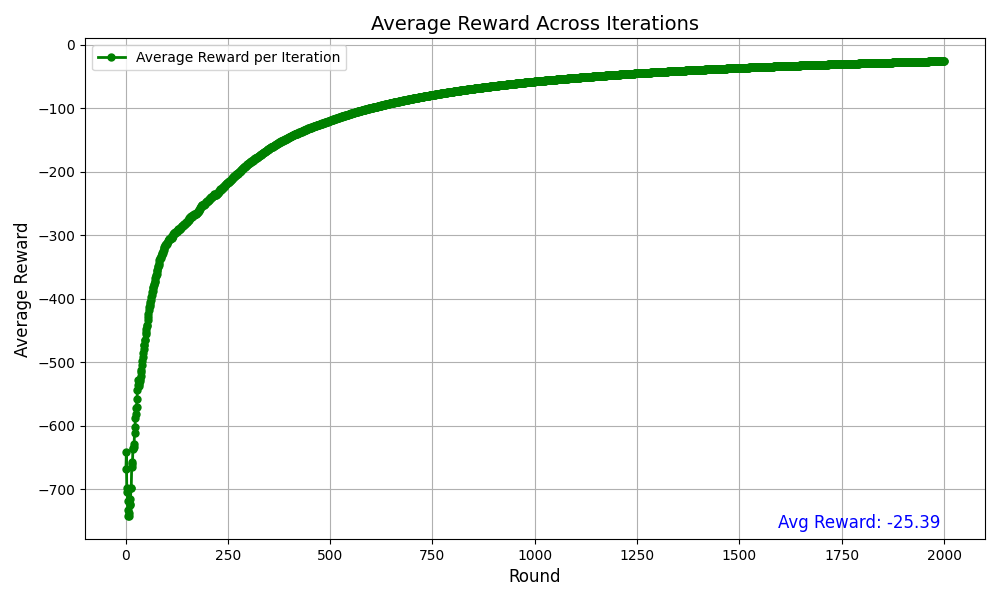 Average Reward Across Iterations
Average Reward per Iteration
Average Reward
0
−100
−200
−300
−400
−500
−600
−700
Avg Reward: -25.39
0 250 500 750 1000 1250 1500 1750 2000
Round